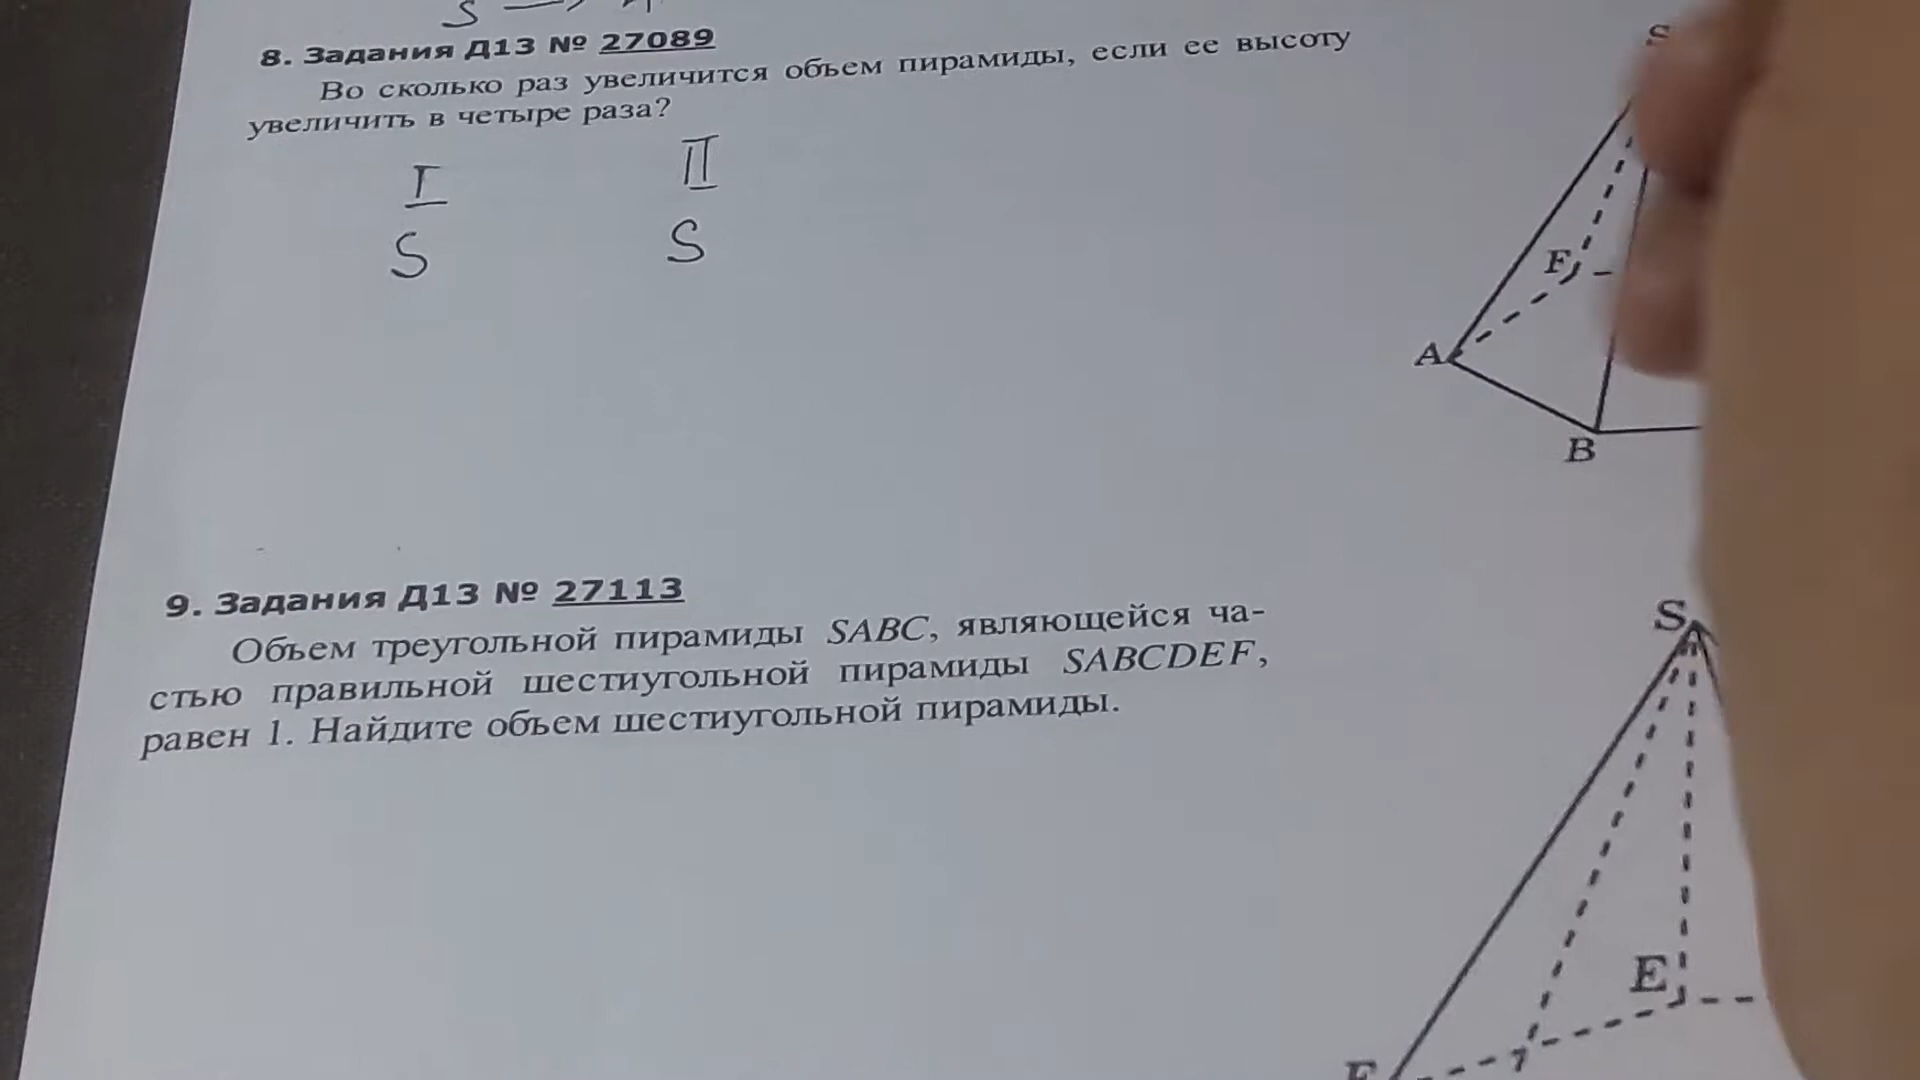 8. Задания Д13 № 27089
Во сколько раз увеличится объем пирамиды, если ее высоту
увеличить в четыре раза?
I II
S S
S
F
A
B
9. Задания Д13 № 27113
Объем треугольной пирамиды SABC, являющейся ча-
стью правильной шестиугольной пирамиды SABCDEF,
равен 1. Найдите объем шестиугольной пирамиды.
S
E
F